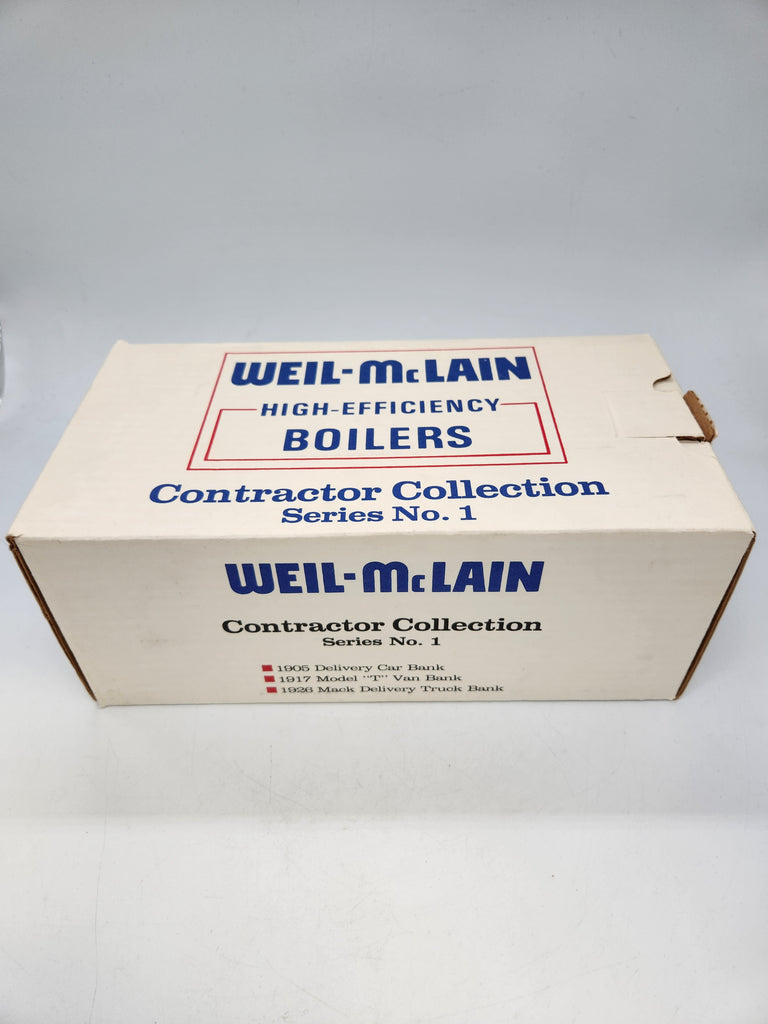 WEIL-McLAIN
HIGH-EFFICIENCY
BOILERS
Contractor Collection
Series No. 1
WEIL-McLAIN
Contractor Collection
Series No. 1
1905 Delivery Car Bank
1917 Model "T" Van Bank
1926 Mack Delivery Truck Bank